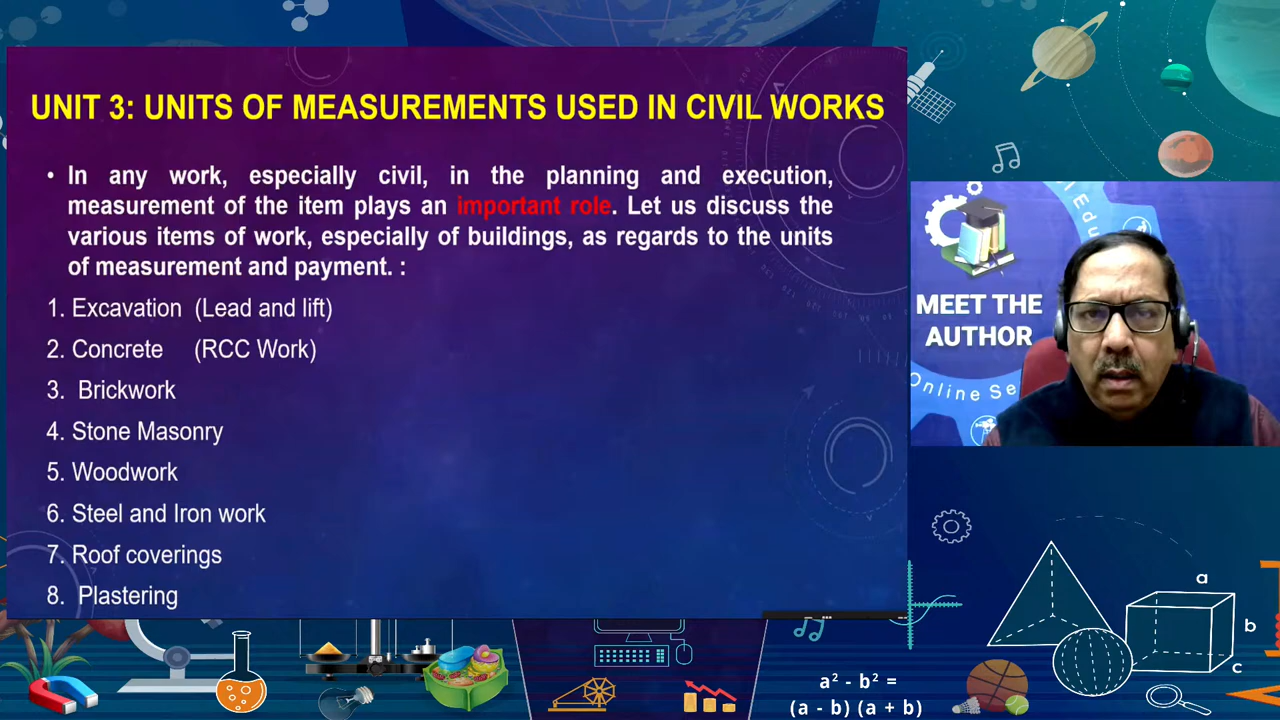 UNIT 3: UNITS OF MEASUREMENTS USED IN CIVIL WORKS
• In any work, especially civil, in the planning and execution,
measurement of the item plays an important role. Let us discuss the
various items of work, especially of buildings, as regards to the units
of measurement and payment. :
1. Excavation (Lead and lift)
2. Concrete (RCC Work)
3. Brickwork
4. Stone Masonry
5. Woodwork
6. Steel and Iron work
7. Roof coverings
8. Plastering
Edu
MEET THE
AUTHOR
Online Se
a
b
c
a² - b² =
(a - b) (a + b)